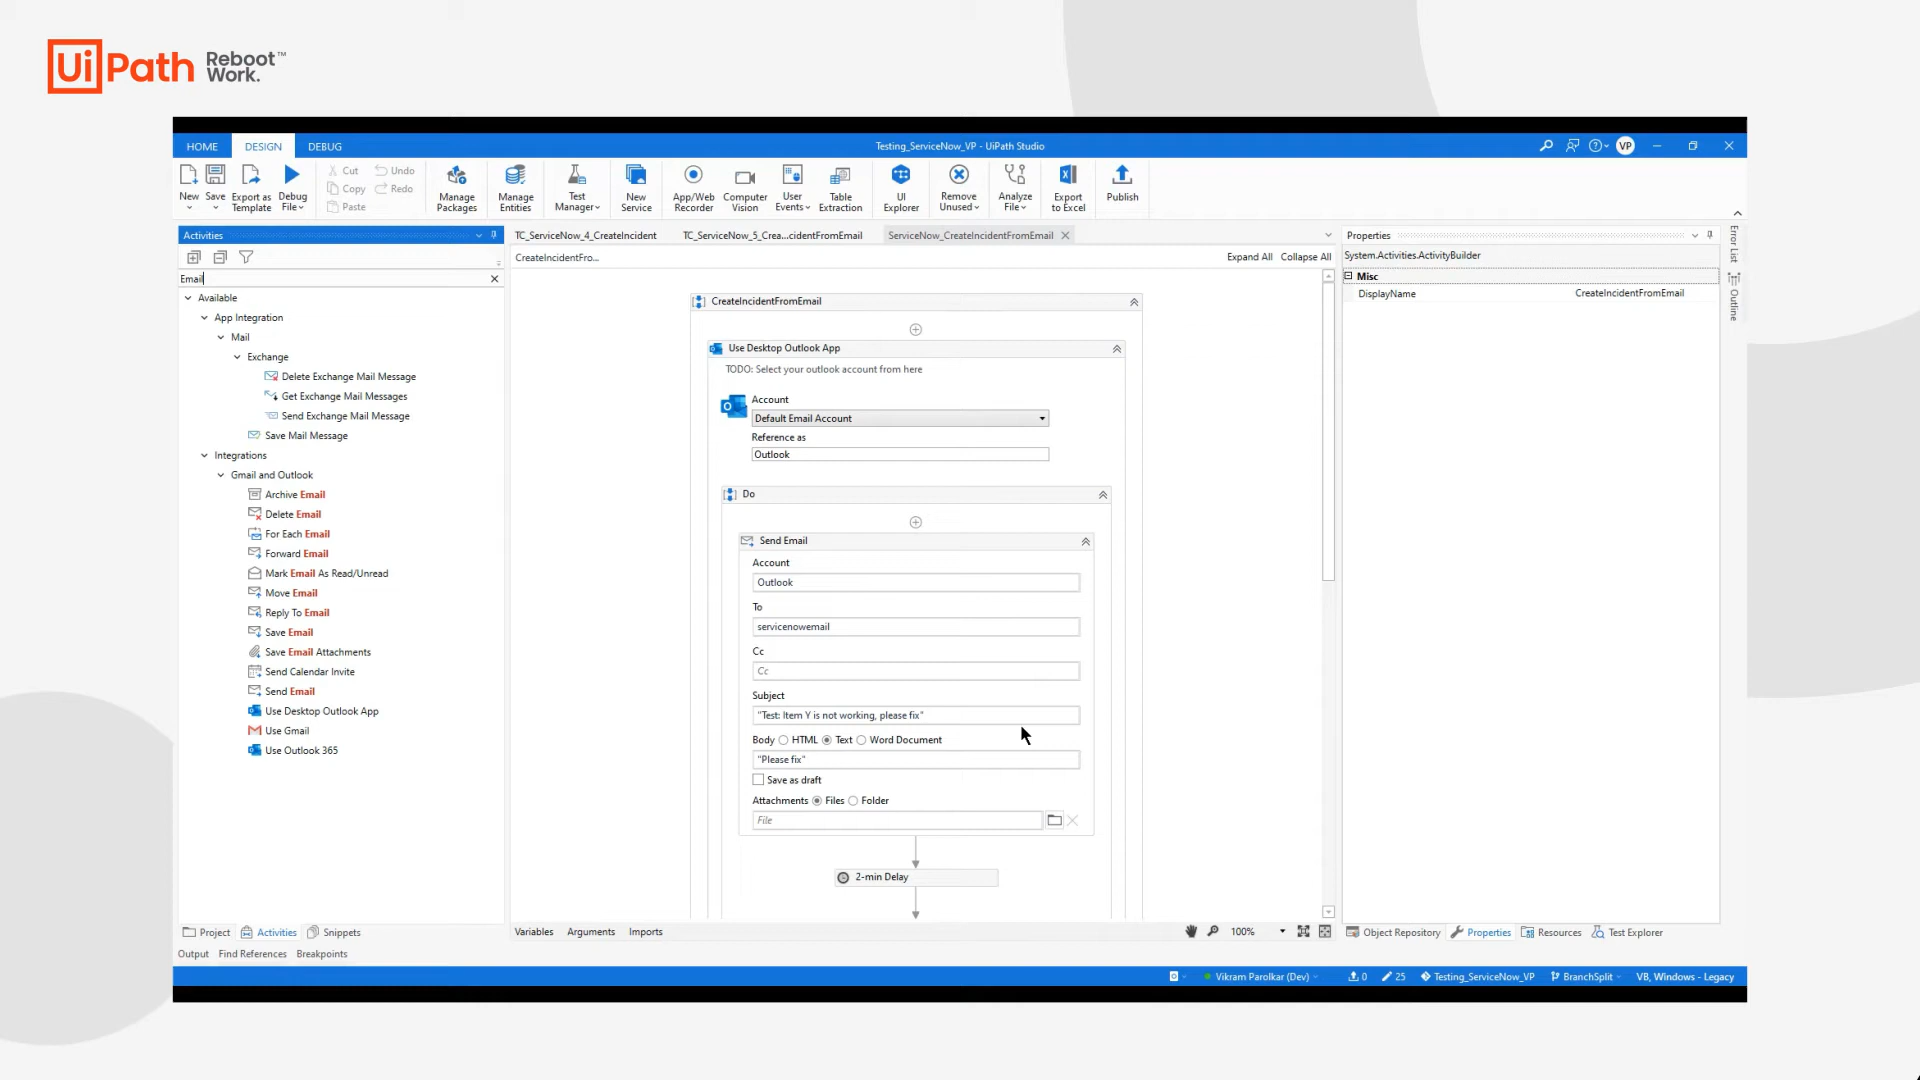 UiPath Reboot Work.™
HOME DESIGN DEBUG Testing_ServiceNow_VP - UiPath Studio VP
New Save Export as Template Debug File Cut Copy Paste Undo Redo Manage Packages Manage Entities Test Manager New Service App/Web Recorder Computer Vision User Events Table Extraction UI Explorer Remove Unused Analyze File Export to Excel Publish
Activities
Email
Available
App Integration
Mail
Exchange
Delete Exchange Mail Message
Get Exchange Mail Messages
Send Exchange Mail Message
Save Mail Message
Integrations
Gmail and Outlook
Archive Email
Delete Email
For Each Email
Forward Email
Mark Email As Read/Unread
Move Email
Reply To Email
Save Email
Save Email Attachments
Send Calendar Invite
Send Email
Use Desktop Outlook App
Use Gmail
Use Outlook 365
Project Activities Snippets
TC_ServiceNow_4_CreateIncident TC_ServiceNow_5_Crea...cidentFromEmail ServiceNow_CreateIncidentFromEmail
CreateIncidentFro... Expand All Collapse All
CreateIncidentFromEmail
Use Desktop Outlook App
TODO: Select your outlook account from here
Account
Default Email Account
Reference as
Outlook
Do
Send Email
Account
Outlook
To
servicenowemail
Cc
Cc
Subject
"Test: Item Y is not working, please fix"
Body HTML Text Word Document
"Please fix"
Save as draft
Attachments Files Folder
File
2-min Delay
Variables Arguments Imports 100%
Properties
System.Activities.ActivityBuilder
Misc
DisplayName CreateIncidentFromEmail
Error List
Outline
Object Repository Properties Resources Test Explorer
Output Find References Breakpoints
Vikram Parolkar (Dev) 0 25 Testing_ServiceNow_VP BranchSplit VB, Windows - Legacy